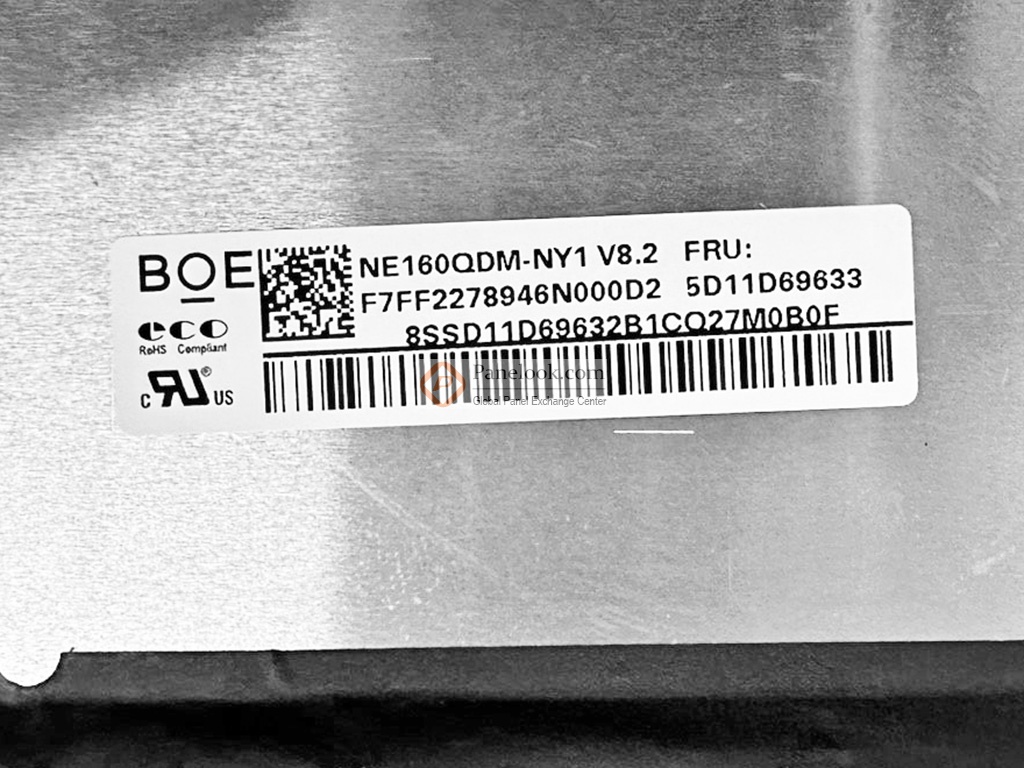 BOE
NE160QDM-NY1 V8.2 FRU:
F7FF2278946N000D2 5D11D69633
8SSD11D69632B1CQ27M0B0F
eco
RoHS Compliant
c RU ® US
Panelook.com
Global Panel Exchange Center